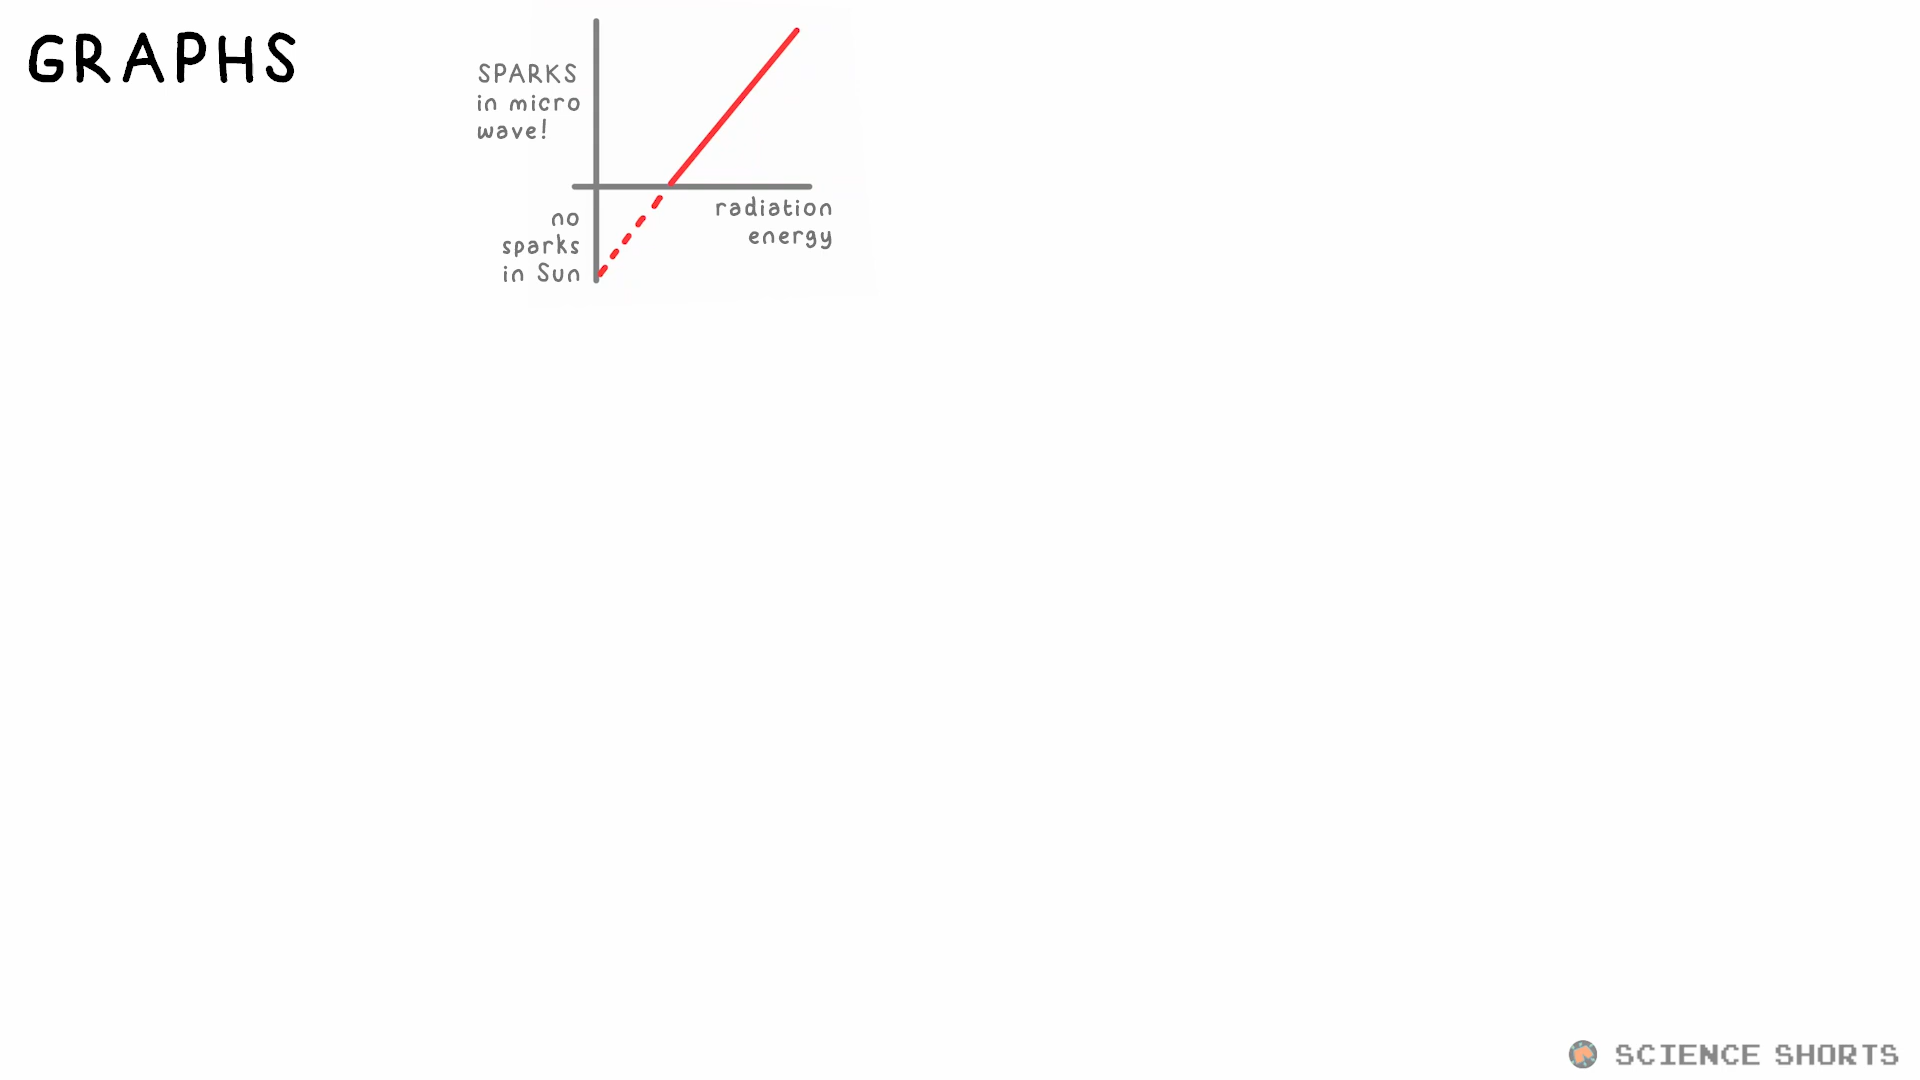 GRAPHS
SPARKS
in micro
wave!
no
sparks
in Sun
radiation
energy
SCIENCE SHORTS